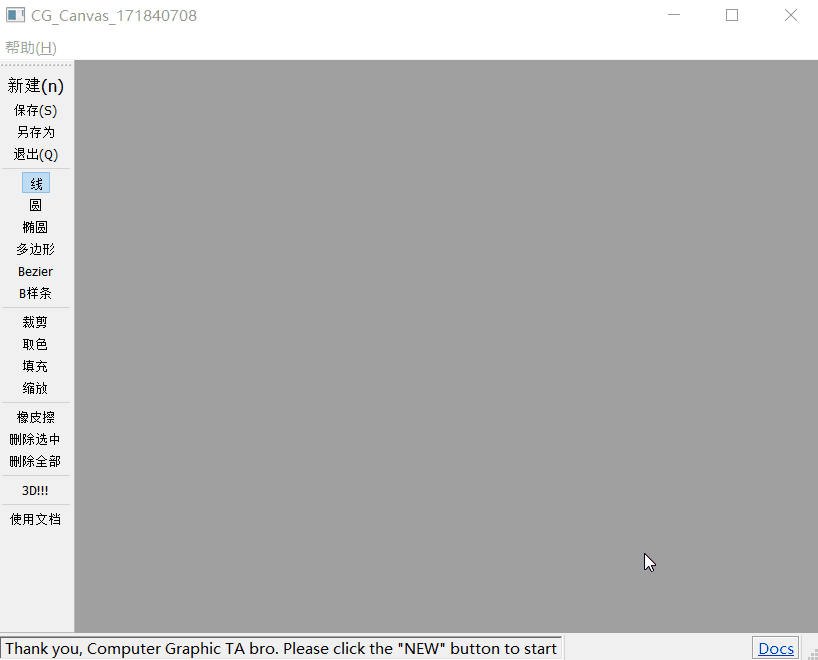 CG_Canvas_171840708
帮助(H)
新建(n)
保存(S)
另存为
退出(Q)
线
圆
椭圆
多边形
Bezier
B样条
裁剪
取色
填充
缩放
橡皮擦
删除选中
删除全部
3D!!!
使用文档
Thank you, Computer Graphic TA bro. Please click the "NEW" button to start
Docs